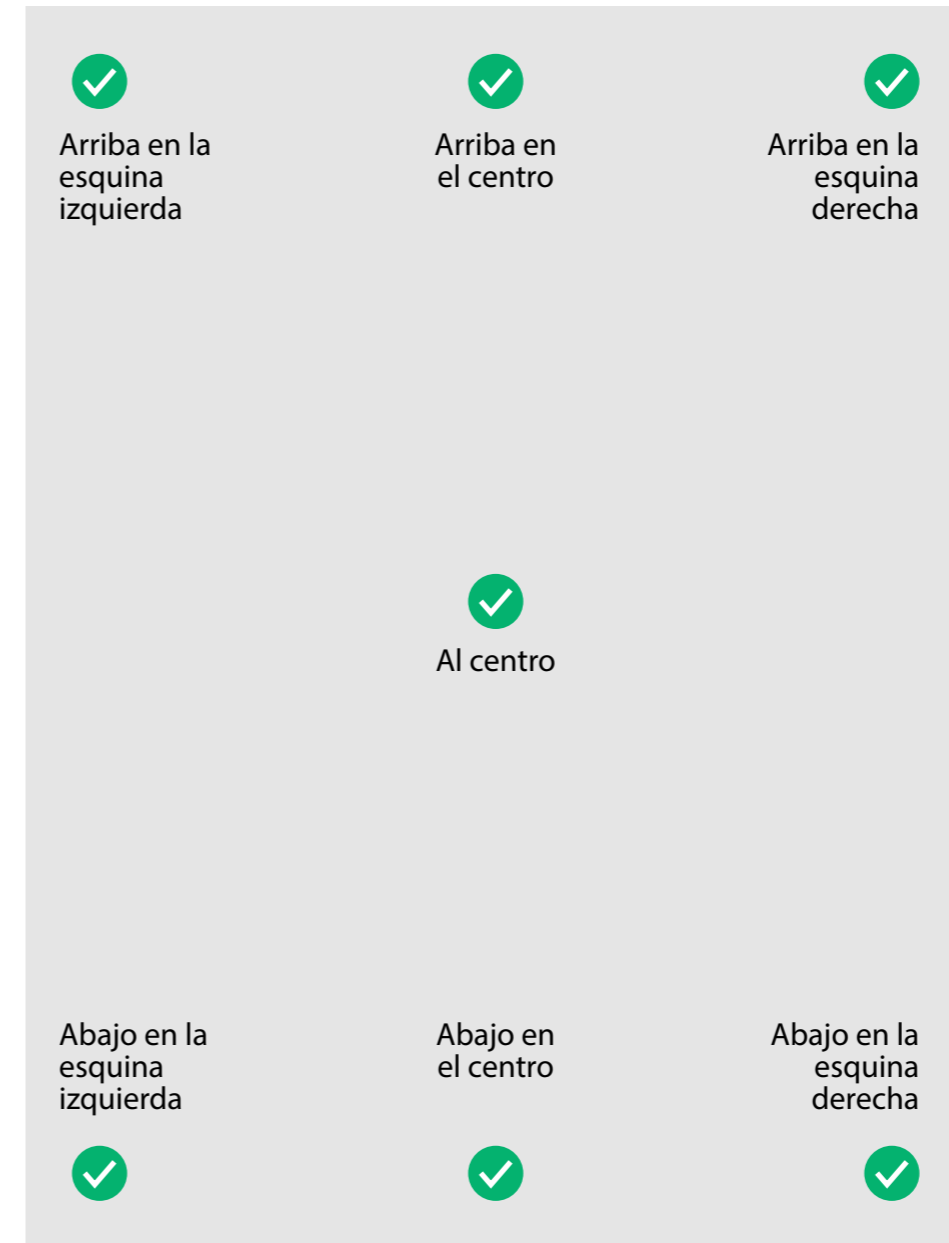 Arriba en la
esquina
izquierda
Arriba en
el centro
Arriba en la
esquina
derecha
Al centro
Abajo en la
esquina
izquierda
Abajo en
el centro
Abajo en la
esquina
derecha